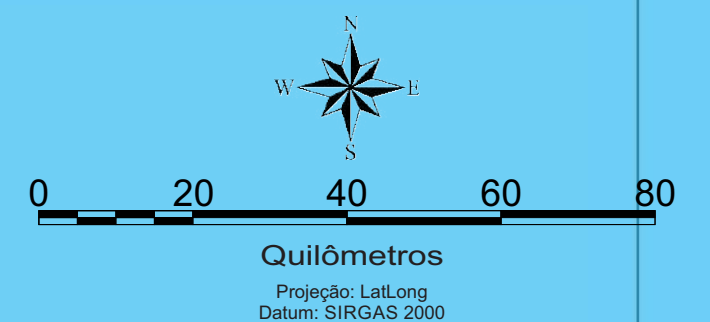 N
W E
S
0 20 40 60 80
Quilômetros
Projeção: LatLong
Datum: SIRGAS 2000